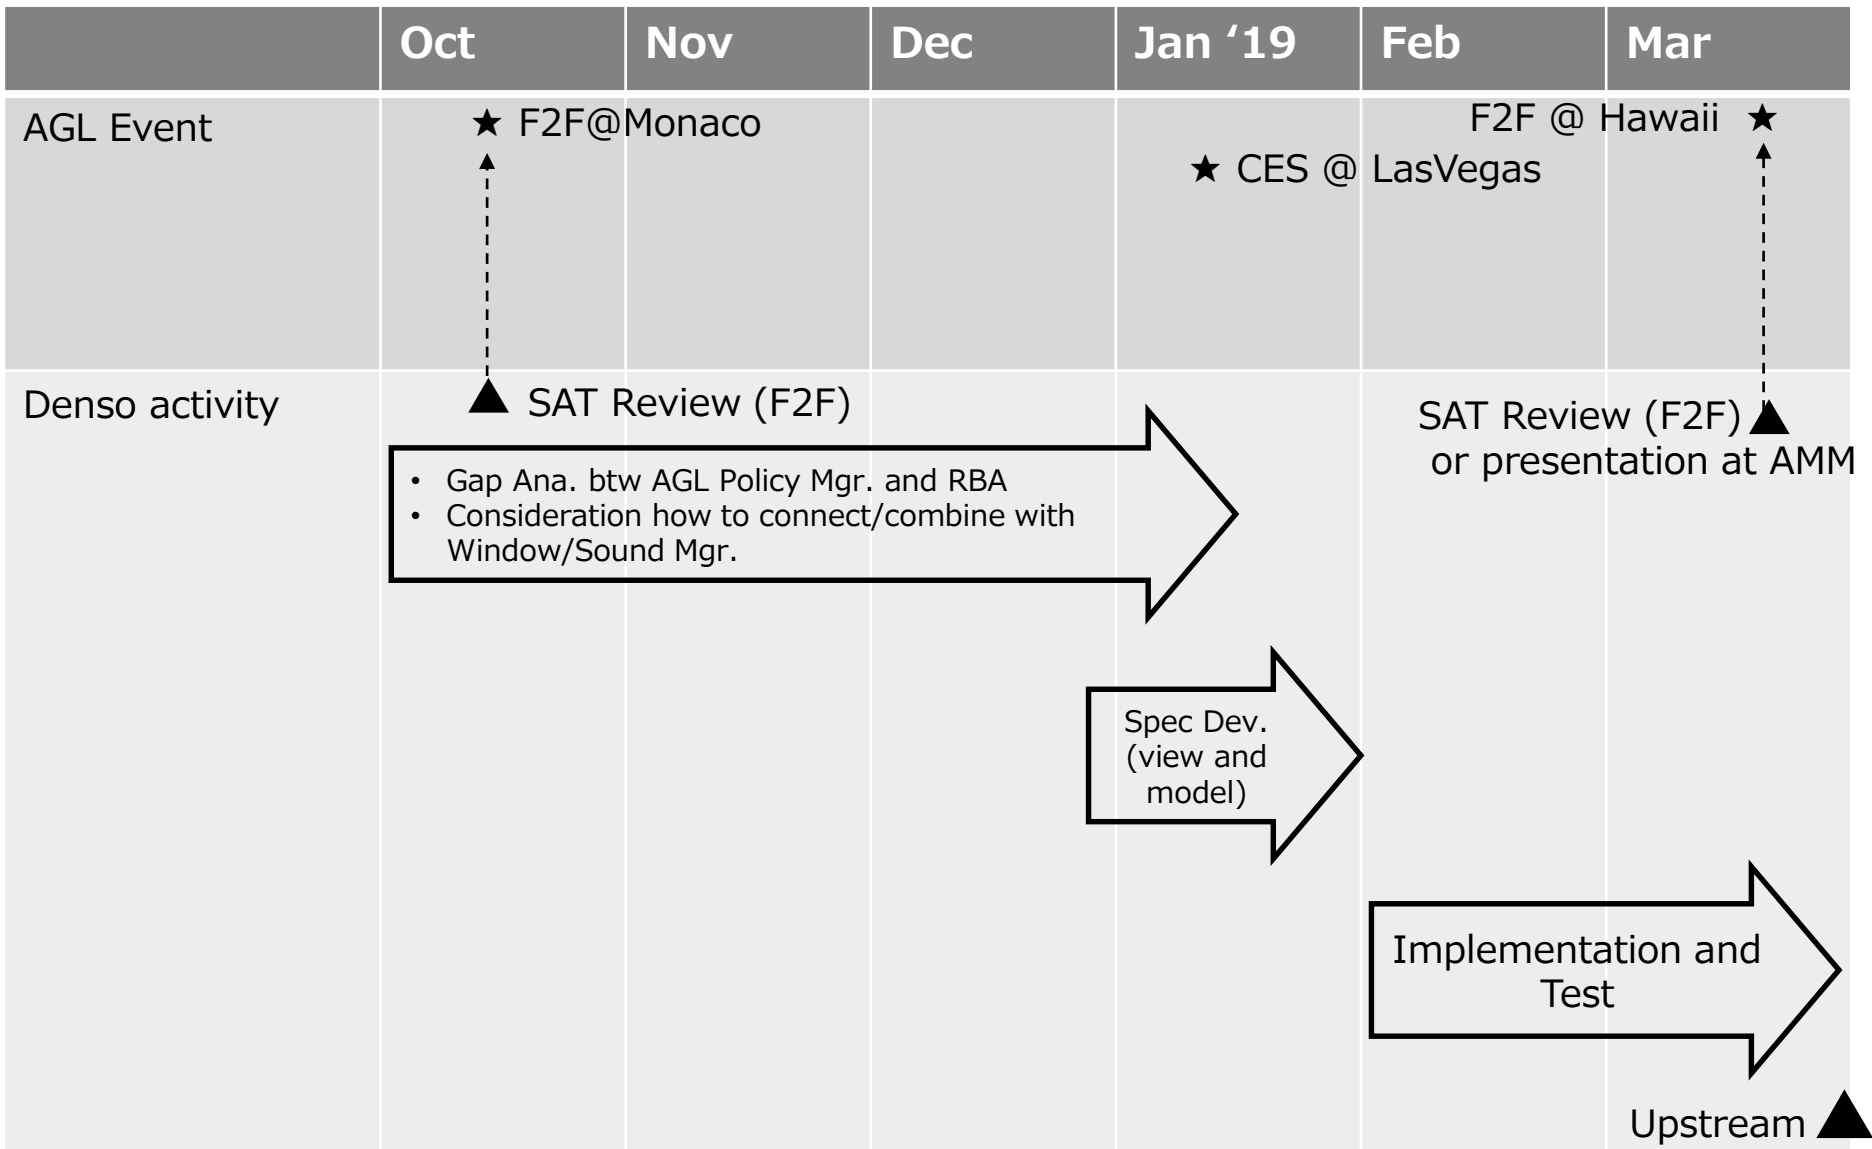 Oct
Nov
Dec
Jan ‘19
Feb
Mar
AGL Event
★ F2F@Monaco
F2F @ Hawaii ★
★ CES @ LasVegas
Denso activity
▲ SAT Review (F2F)
SAT Review (F2F) ▲
or presentation at AMM
• Gap Ana. btw AGL Policy Mgr. and RBA
• Consideration how to connect/combine with
Window/Sound Mgr.
Spec Dev.
(view and
model)
Implementation and
Test
Upstream ▲